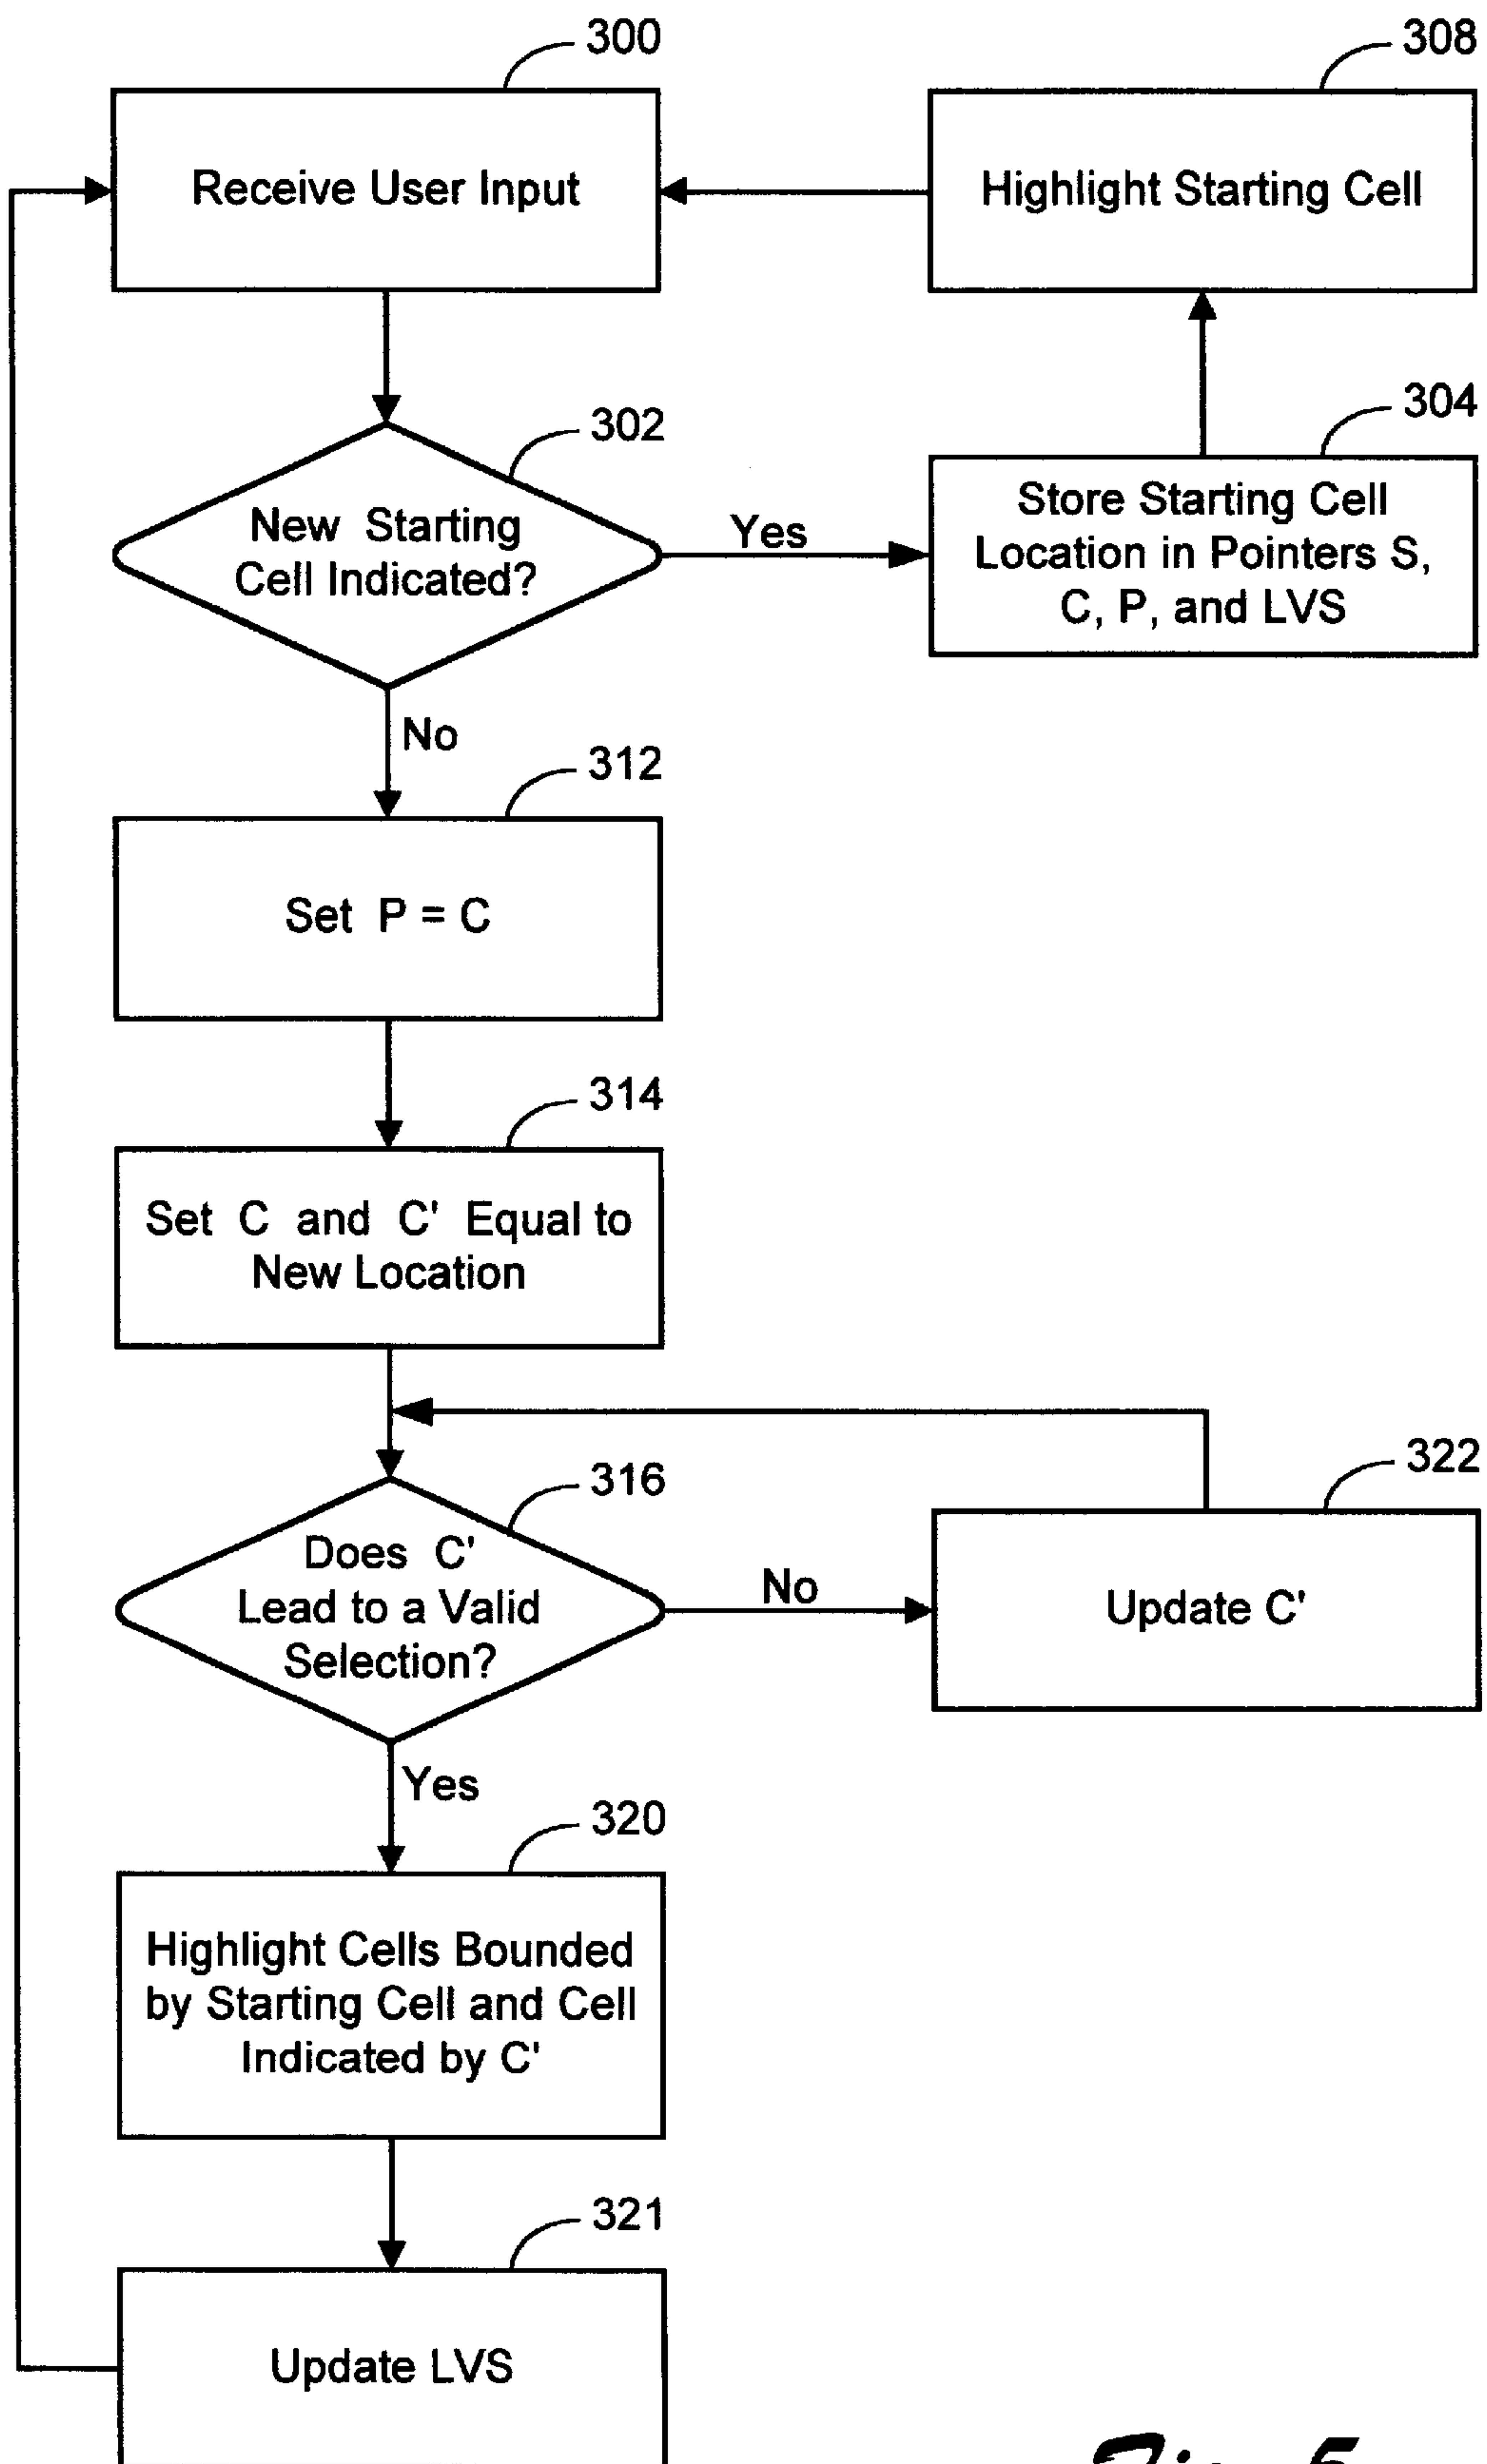 300
308
Receive User Input
Highlight Starting Cell
302
304
New Starting
Cell Indicated?
Yes
Store Starting Cell
Location in Pointers S,
C, P, and LVS
No
312
Set P = C
314
Set C and C' Equal to
New Location
316
322
Does C'
Lead to a Valid
Selection?
No
Update C'
Yes
320
Highlight Cells Bounded
by Starting Cell and Cell
Indicated by C'
321
Update LVS
Fig. 5